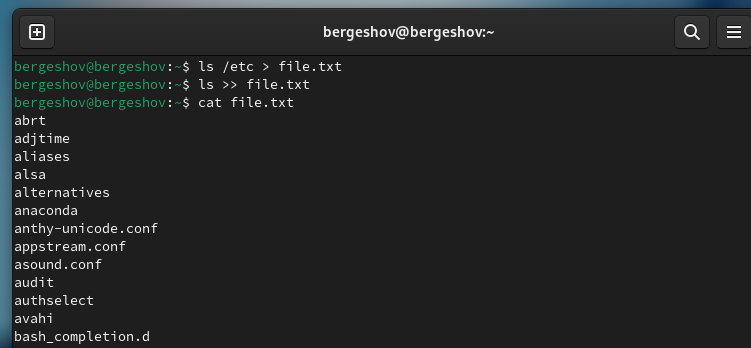 bergeshov@bergeshov:~
bergeshov@bergeshov:~$ ls /etc > file.txt
bergeshov@bergeshov:~$ ls >> file.txt
bergeshov@bergeshov:~$ cat file.txt
abrt
adjtime
aliases
alsa
alternatives
anaconda
anthy-unicode.conf
appstream.conf
asound.conf
audit
authselect
avahi
bash_completion.d